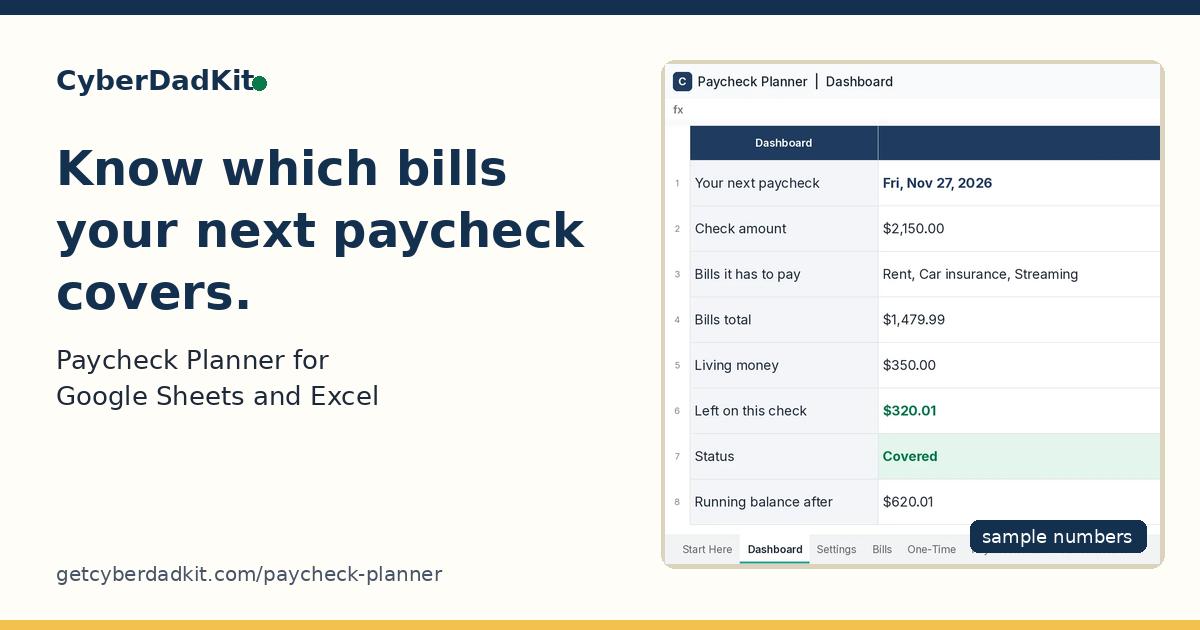 CyberDadKit
Know which bills
your next paycheck
covers.
Paycheck Planner for
Google Sheets and Excel
getcyberdadkit.com/paycheck-planner
C Paycheck Planner | Dashboard
fx
Dashboard
1 Your next paycheck Fri, Nov 27, 2026
2 Check amount $2,150.00
3 Bills it has to pay Rent, Car insurance, Streaming
4 Bills total $1,479.99
5 Living money $350.00
6 Left on this check $320.01
7 Status Covered
8 Running balance after $620.01
sample numbers
Start Here Dashboard Settings Bills One-Time